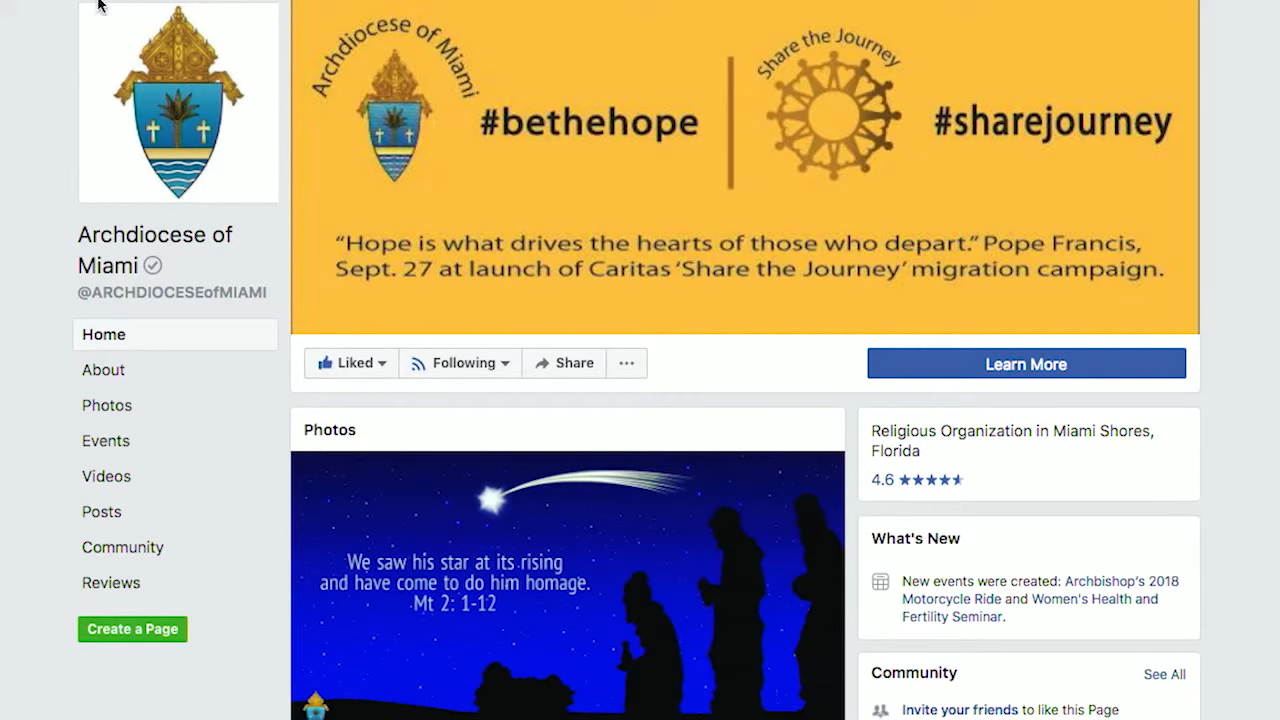 Archdiocese of Miami
#bethehope
Share the Journey
#sharejourney
“Hope is what drives the hearts of those who depart.” Pope Francis,
Sept. 27 at launch of Caritas ‘Share the Journey’ migration campaign.
Archdiocese of
Miami
@ARCHDIOCESEofMIAMI
Home
About
Photos
Events
Videos
Posts
Community
Reviews
Create a Page
Liked
Following
Share
Learn More
Photos
We saw his star at its rising
and have come to do him homage.
Mt 2: 1-12
Religious Organization in Miami Shores,
Florida
4.6
What's New
New events were created: Archbishop's 2018
Motorcycle Ride and Women's Health and
Fertility Seminar.
Community
See All
Invite your friends to like this Page